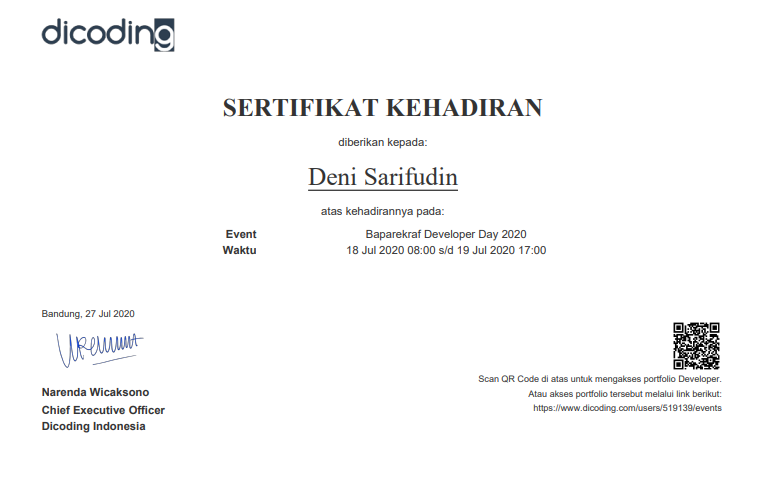 dicoding
SERTIFIKAT KEHADIRAN
diberikan kepada:
Deni Sarifudin
atas kehadirannya pada:
Event Baparekraf Developer Day 2020
Waktu 18 Jul 2020 08:00 s/d 19 Jul 2020 17:00
Bandung, 27 Jul 2020
Narenda Wicaksono
Chief Executive Officer
Dicoding Indonesia
Scan QR Code di atas untuk mengakses portfolio Developer.
Atau akses portfolio tersebut melalui link berikut:
https://www.dicoding.com/users/519139/events